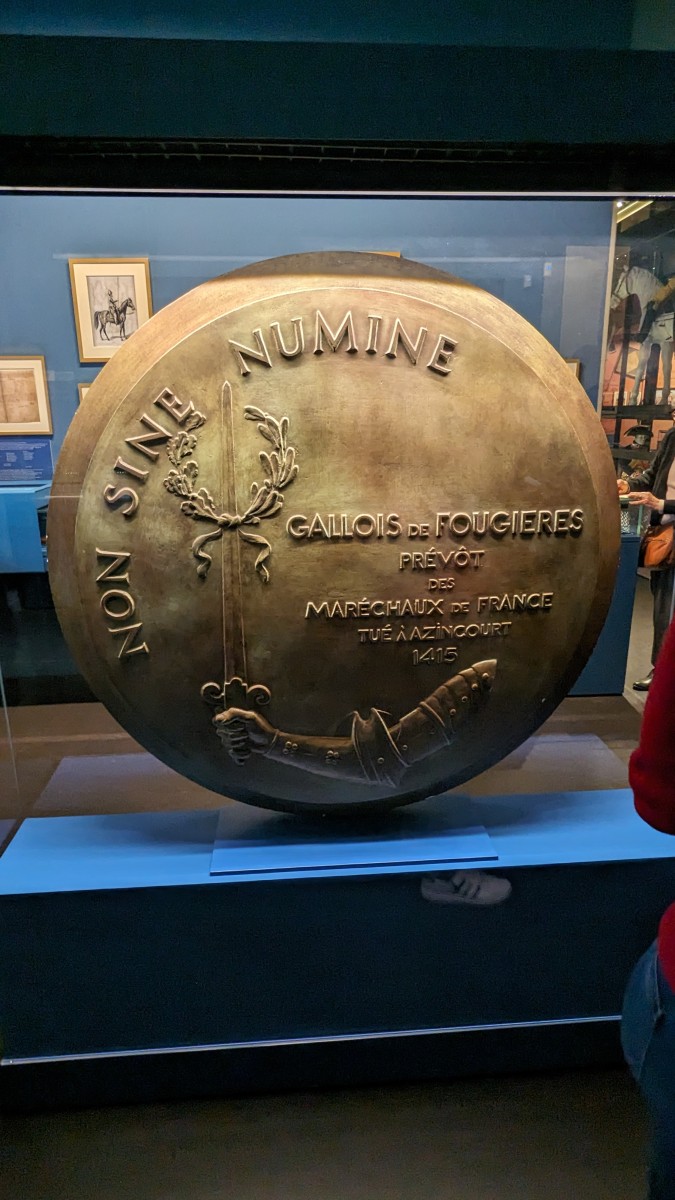 NON SINE NUMINE
GALLOIS DE FOUGIERES
PRÉVÔT
DES
MARÉCHAUX DE FRANCE
TUÉ À AZINCOURT
1415